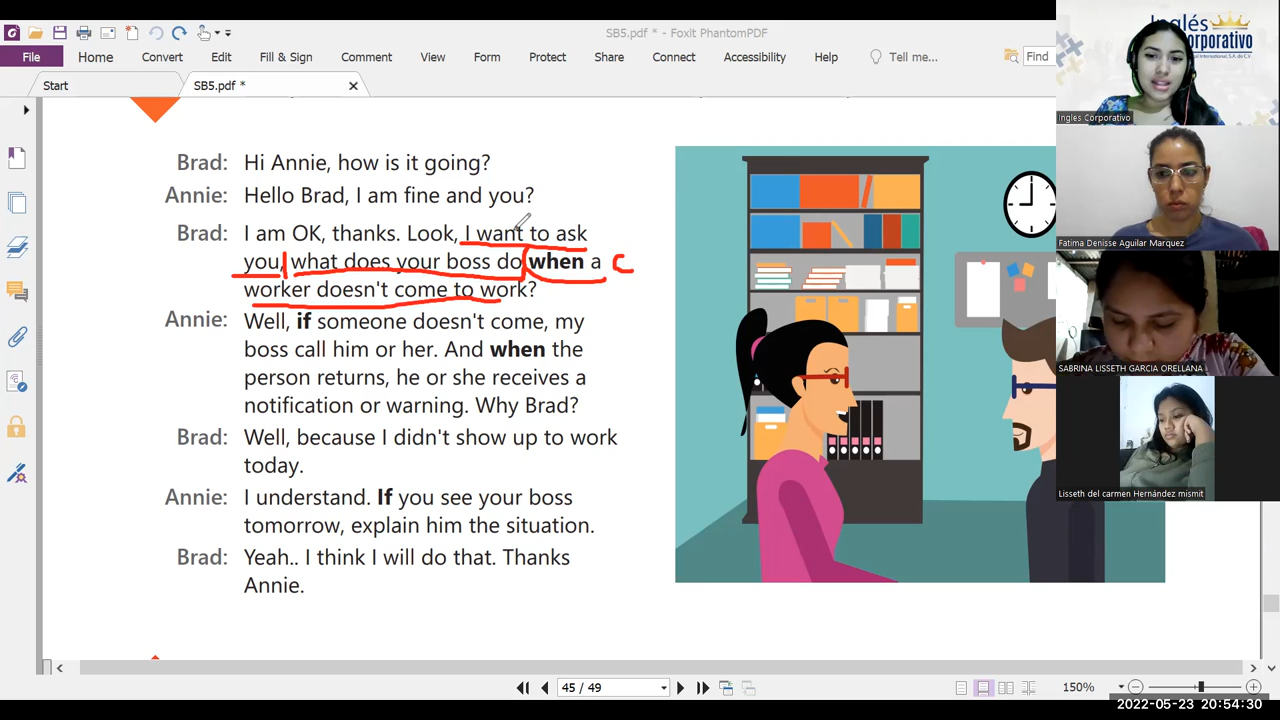 SB5.pdf * - Foxit PhantomPDF
File Home Convert Fill & Sign Comment View Form Protect Share Connect Accessibility Help Tell me... Find
Start SB5.pdf *
Brad: Hi Annie, how is it going?
Annie: Hello Brad, I am fine and you?
Brad: I am OK, thanks. Look, I want to ask
you, what does your boss do when a C
worker doesn't come to work?
Annie: Well, if someone doesn't come, my
boss call him or her. And when the
person returns, he or she receives a
notification or warning. Why Brad?
Brad: Well, because I didn't show up to work
today.
Annie: I understand. If you see your boss
tomorrow, explain him the situation.
Brad: Yeah.. I think I will do that. Thanks
Annie.
45 / 49
150%
Inglés
orporativo
Ingles Corporativo
Fatima Denisse Aguilar Marquez
SABRINA LISSETH GARCIA ORELLANA
Lisseth del carmen Hernández mismit
2022-05-23 20:54:30